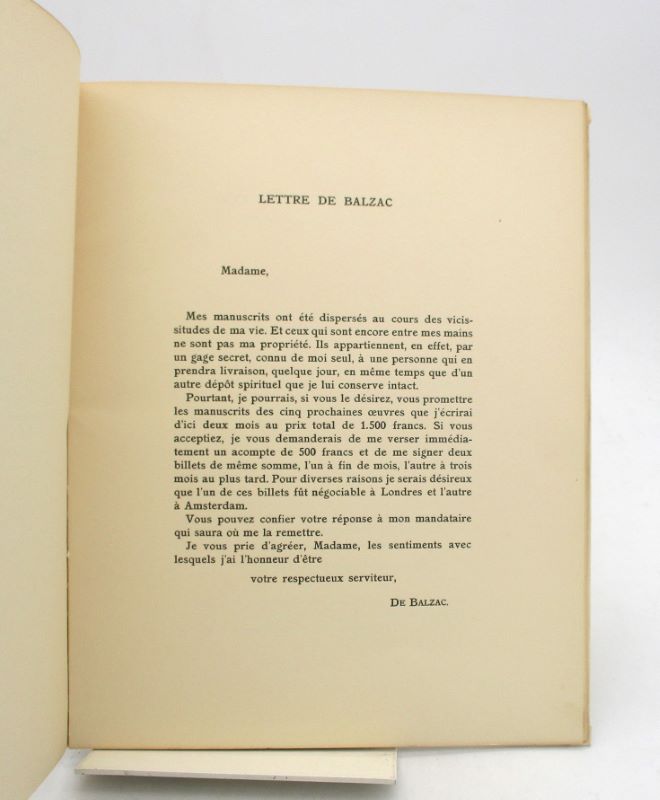 LETTRE DE BALZAC
Madame,
Mes manuscrits ont été dispersés au cours des vicis-
situdes de ma vie. Et ceux qui sont encore entre mes mains
ne sont pas ma propriété. Ils appartiennent, en effet, par
un gage secret, connu de moi seul, à une personne qui en
prendra livraison, quelque jour, en même temps que d'un
autre dépôt spirituel que je lui conserve intact.
Pourtant, je pourrais, si vous le désirez, vous promettre
les manuscrits des cinq prochaines œuvres que j'écrirai
d'ici deux mois au prix total de 1.500 francs. Si vous
acceptiez, je vous demanderais de me verser immédia-
tement un acompte de 500 francs et de me signer deux
billets de même somme, l'un à fin de mois, l'autre à trois
mois au plus tard. Pour diverses raisons je serais désireux
que l'un de ces billets fût négociable à Londres et l'autre
à Amsterdam.
Vous pouvez confier votre réponse à mon mandataire
qui saura où me la remettre.
Je vous prie d'agréer, Madame, les sentiments avec
lesquels j'ai l'honneur d'être
votre respectueux serviteur,
DE BALZAC.